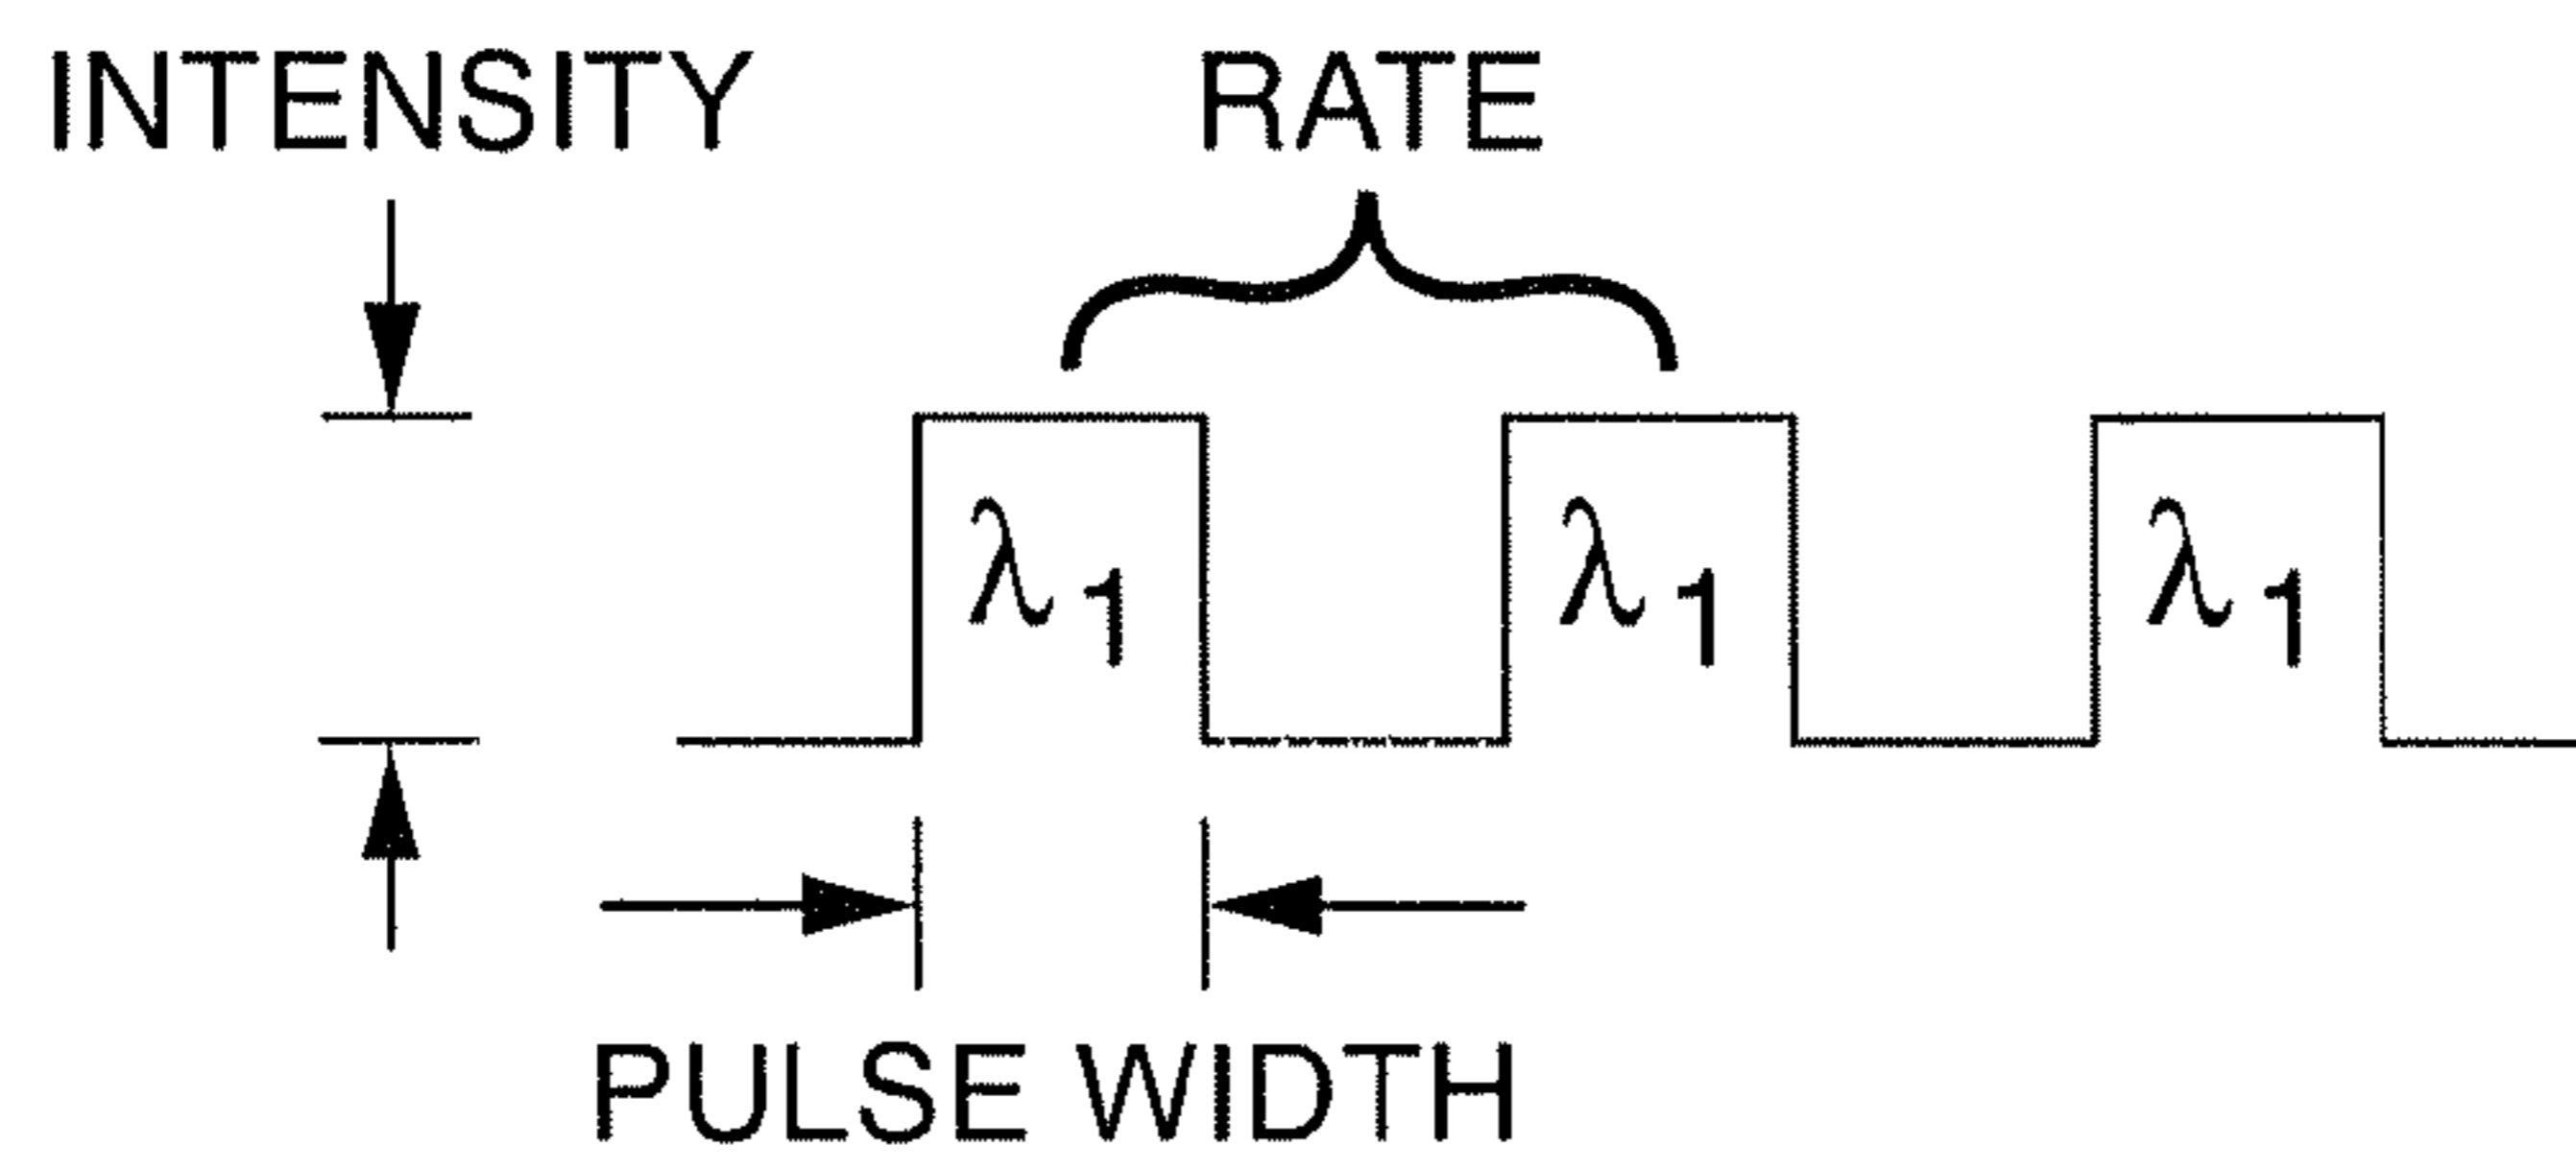 INTENSITY RATE
λ1 λ1 λ1
PULSE WIDTH